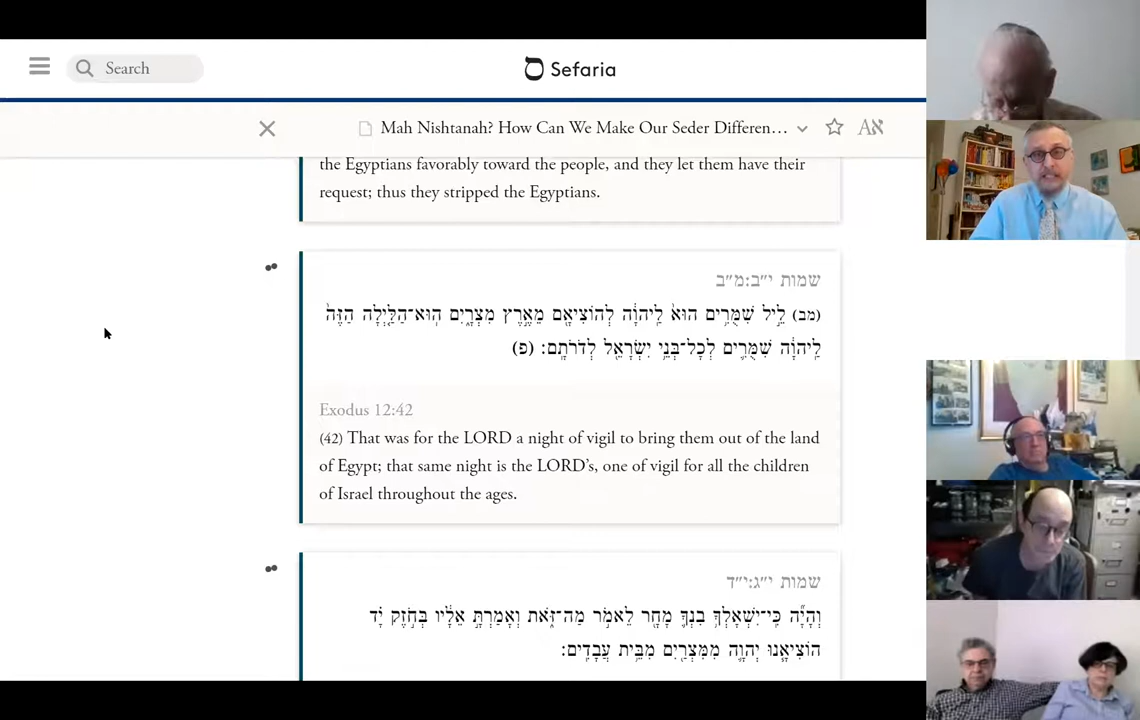 Search
Sefaria
Mah Nishtanah? How Can We Make Our Seder Differen...
the Egyptians favorably toward the people, and they let them have their
request; thus they stripped the Egyptians.
שמות י״ב:מ״ב
(מב) לֵ֣יל שִׁמֻּרִ֥ים הוּא֙ לַֽיהוָ֔ה לְהוֹצִיאָ֖ם מֵאֶ֣רֶץ מִצְרָ֑יִם הֽוּא־הַלַּ֤יְלָה הַזֶּה֙
לַֽיהוָ֔ה שִׁמֻּרִ֛ים לְכָל־בְּנֵ֥י יִשְׂרָאֵ֖ל לְדֹרֹתָֽם׃ (פ)
Exodus 12:42
(42) That was for the LORD a night of vigil to bring them out of the land
of Egypt; that same night is the LORD’s, one of vigil for all the children
of Israel throughout the ages.
שמות י״ג:י״ד
וְהָיָ֞ה כִּֽי־יִשְׁאָלְךָ֥ בִנְךָ֛ מָחָ֖ר לֵאמֹ֣ר מַה־זֹּ֑את וְאָמַרְתָּ֣ אֵלָ֔יו בְּחֹ֣זֶק יָ֗ד
הוֹצִיאָ֧נוּ יְהוָ֛ה מִמִּצְרַ֖יִם מִבֵּ֥ית עֲבָדִֽים׃